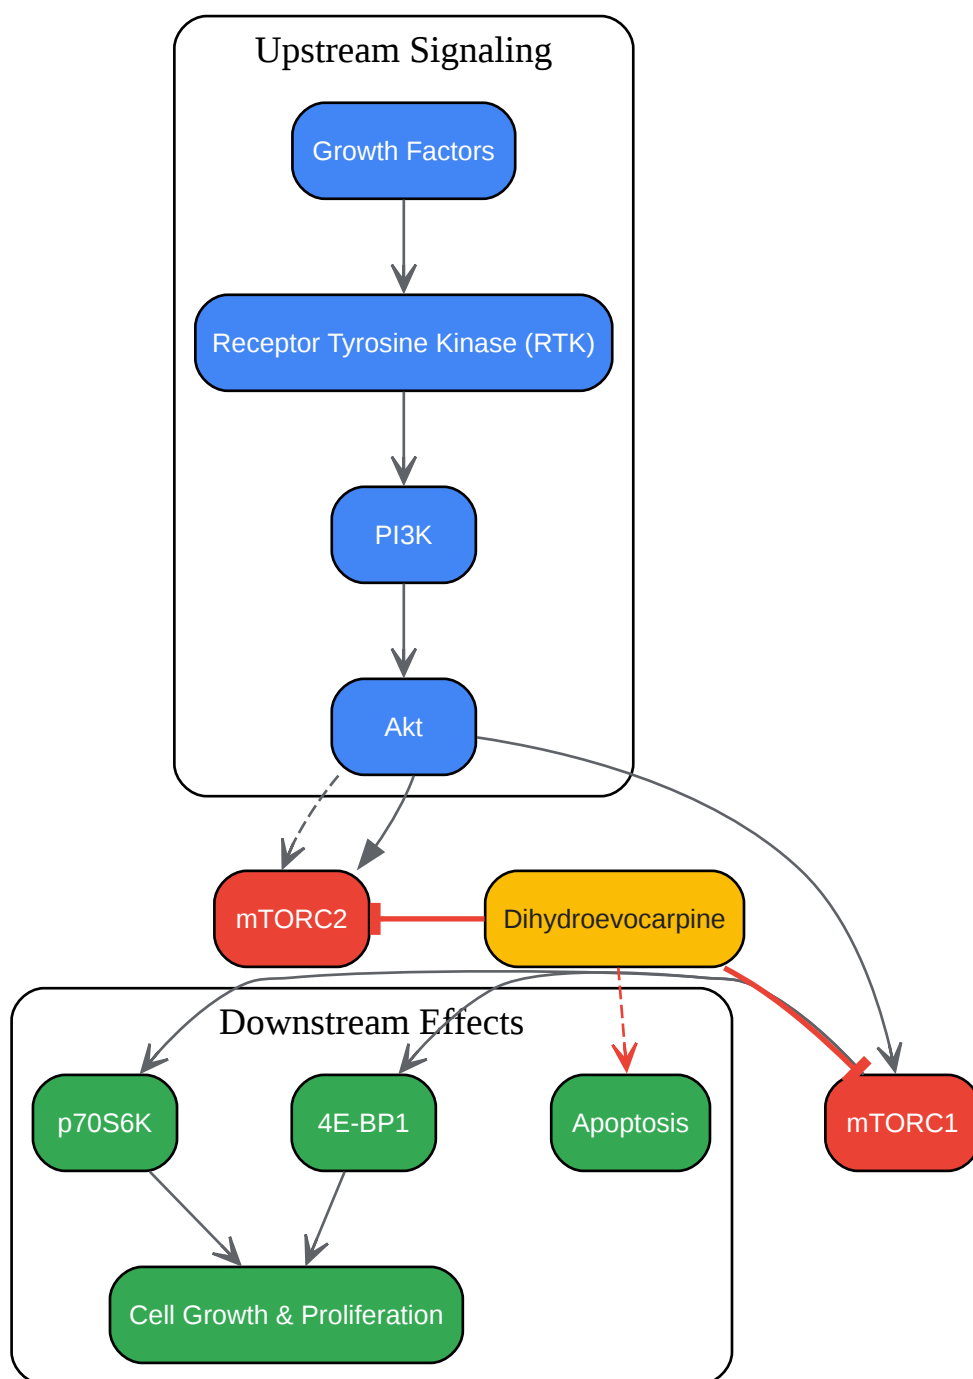 Upstream Signaling
Growth Factors
Receptor Tyrosine Kinase (RTK)
PI3K
Akt
mTORC2
Dihydroevocarpine
Downstream Effects
p70S6K
4E-BP1
Apoptosis
mTORC1
Cell Growth & Proliferation